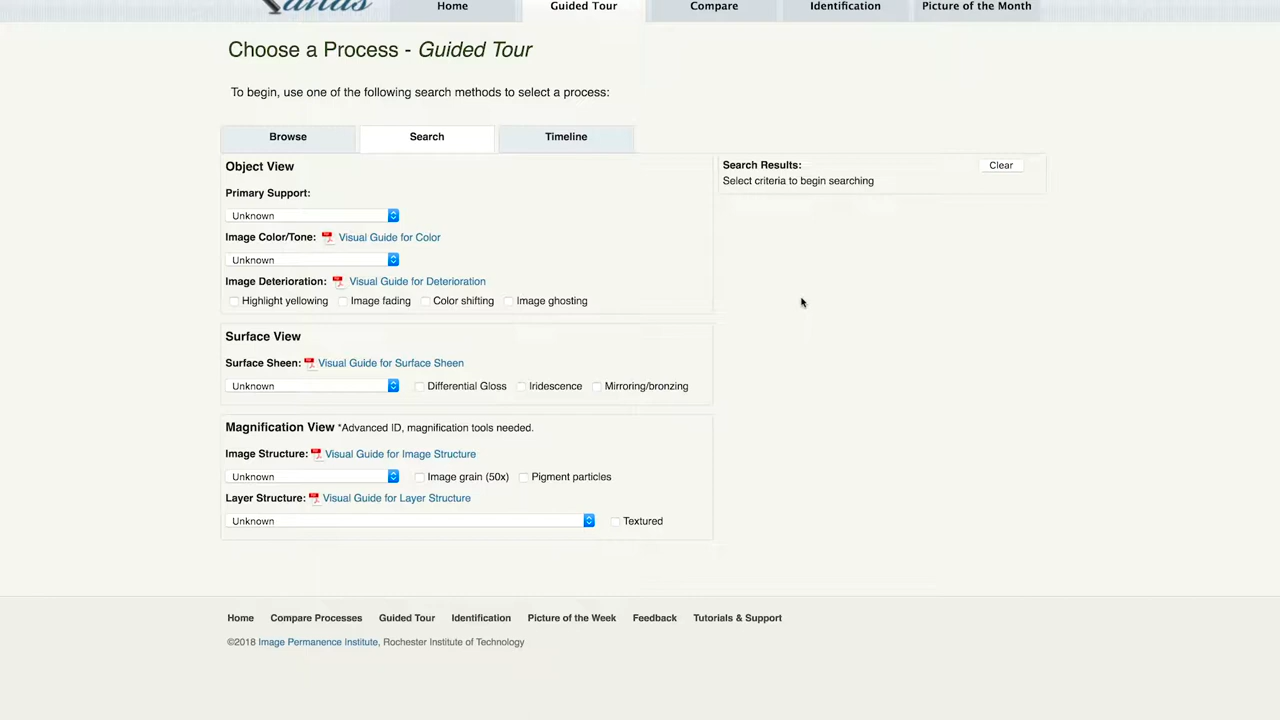 Home Guided Tour Compare Identification Picture of the Month
Choose a Process - Guided Tour
To begin, use one of the following search methods to select a process:
Browse Search Timeline
Object View
Primary Support:
Unknown
Image Color/Tone: Visual Guide for Color
Unknown
Image Deterioration: Visual Guide for Deterioration
Highlight yellowing Image fading Color shifting Image ghosting
Search Results: Clear
Select criteria to begin searching
Surface View
Surface Sheen: Visual Guide for Surface Sheen
Unknown Differential Gloss Iridescence Mirroring/bronzing
Magnification View *Advanced ID, magnification tools needed.
Image Structure: Visual Guide for Image Structure
Unknown Image grain (50x) Pigment particles
Layer Structure: Visual Guide for Layer Structure
Unknown Textured
Home Compare Processes Guided Tour Identification Picture of the Week Feedback Tutorials & Support
©2018 Image Permanence Institute, Rochester Institute of Technology